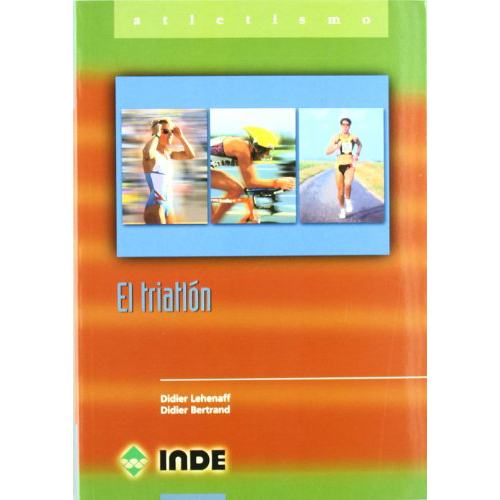 atletismo
El triatlón
Didier Lehenaff
Didier Bertrand
INDE